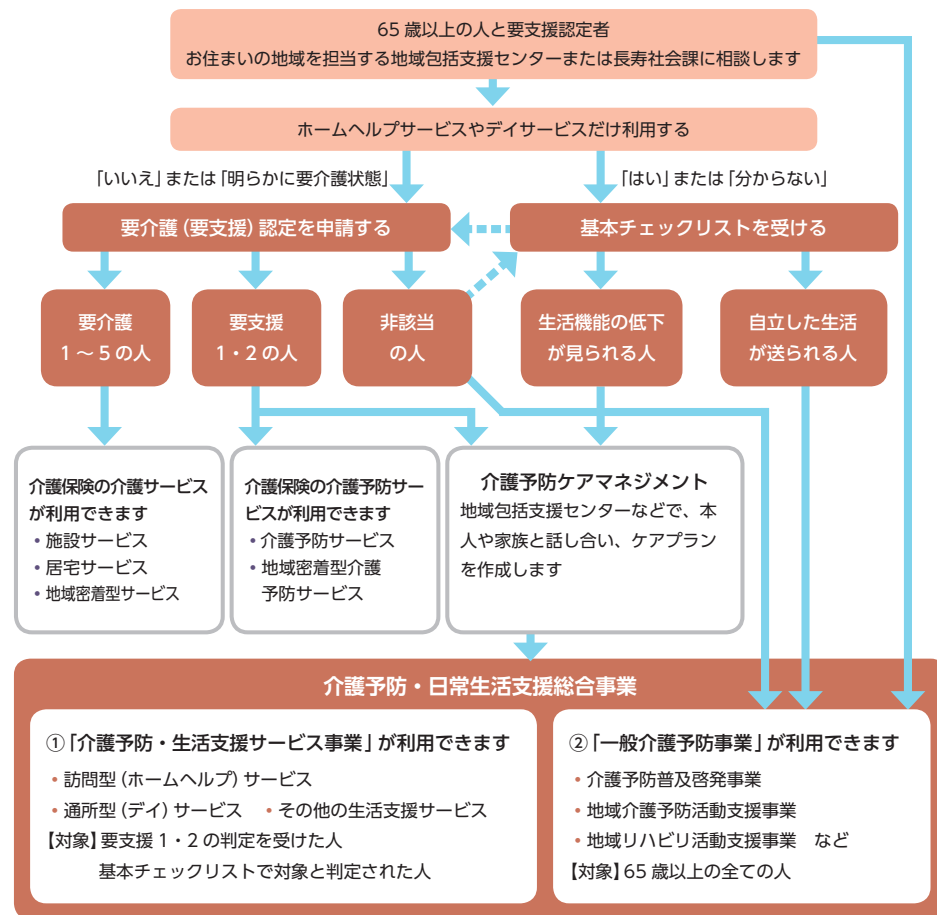 65 歳以上の人と要支援認定者
お住まいの地域を担当する地域包括支援センターまたは長寿社会課に相談します
ホームヘルプサービスやデイサービスだけ利用する
「いいえ」または「明らかに要介護状態」
「はい」または「分からない」
要介護(要支援)認定を申請する
基本チェックリストを受ける
要介護
1〜5の人
要支援
1・2の人
非該当
の人
生活機能の低下
が見られる人
自立した生活
が送られる人
介護保険の介護サービス
が利用できます
・施設サービス
・居宅サービス
・地域密着型サービス
介護保険の介護予防サー
ビスが利用できます
・介護予防サービス
・地域密着型介護
予防サービス
介護予防ケアマネジメント
地域包括支援センターなどで、本
人や家族と話し合い、ケアプラン
を作成します
介護予防・日常生活支援総合事業
①「介護予防・生活支援サービス事業」が利用できます
・訪問型(ホームヘルプ)サービス
・通所型(デイ)サービス ・その他の生活支援サービス
【対象】要支援1・2の判定を受けた人
基本チェックリストで対象と判定された人
②「一般介護予防事業」が利用できます
・介護予防普及啓発事業
・地域介護予防活動支援事業
・地域リハビリ活動支援事業 など
【対象】65歳以上の全ての人